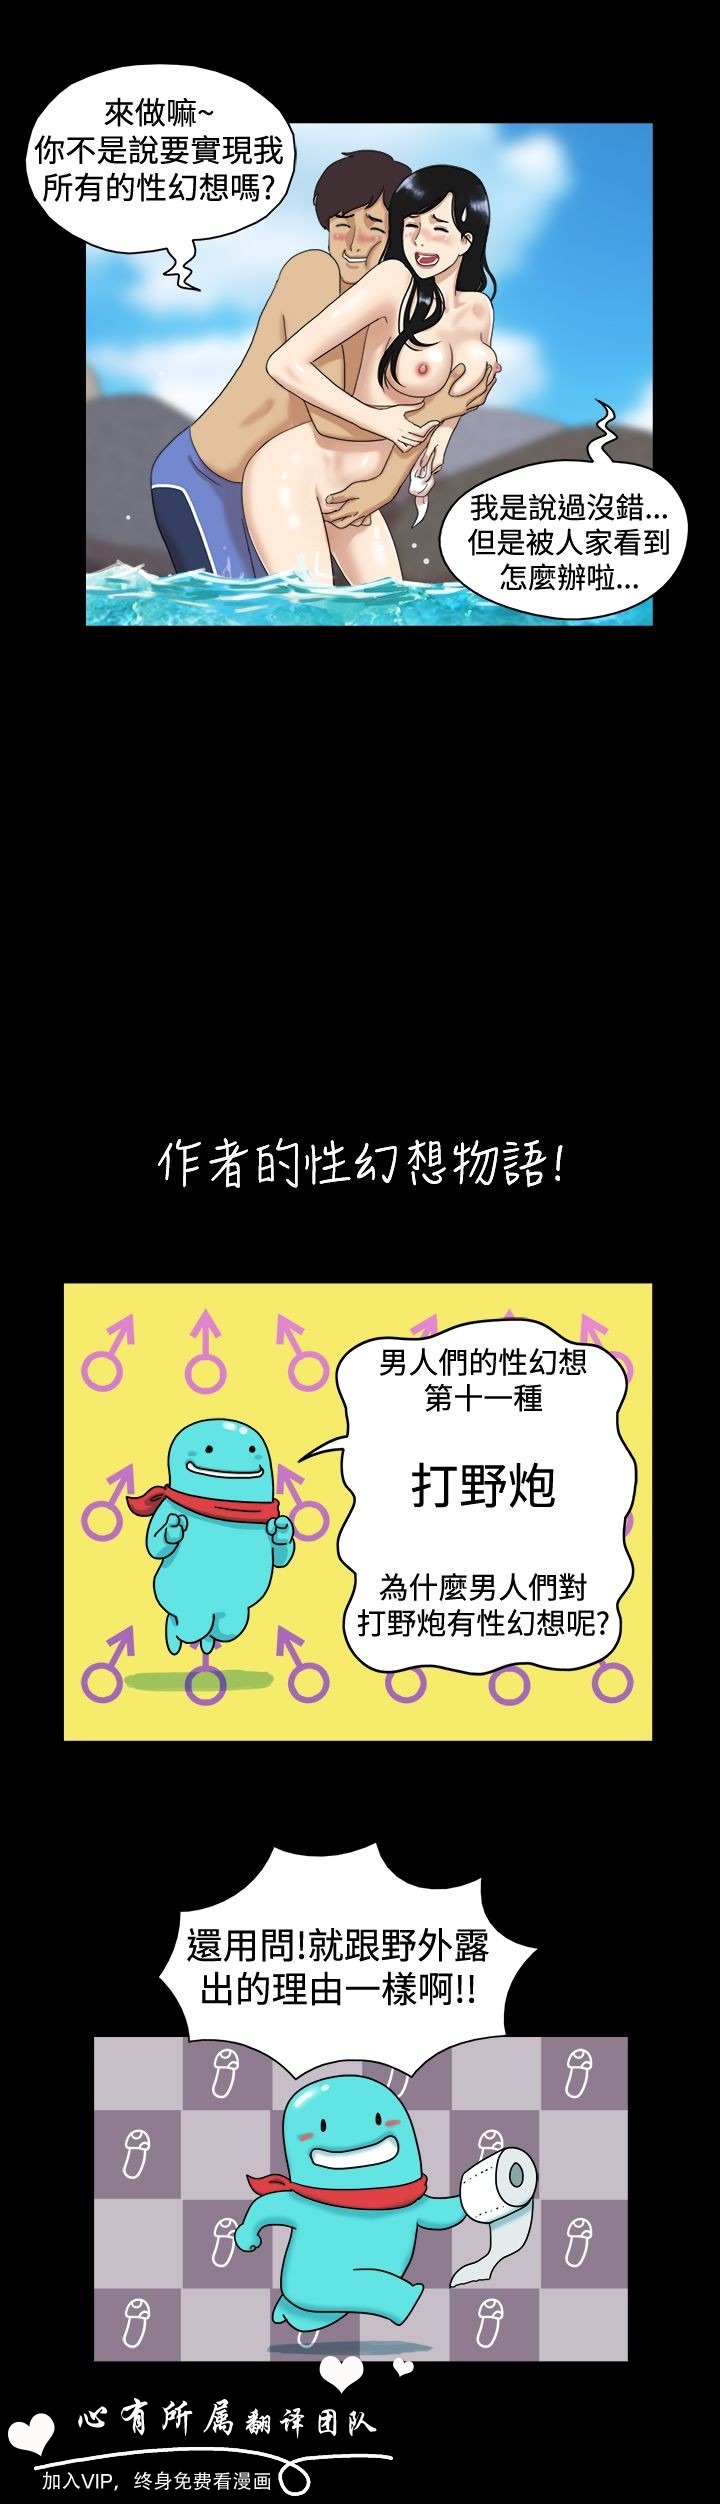 來做嘛~
你不是說要實現我
所有的性幻想嗎?
我是說過沒錯...
但是被人家看到
怎麼辦啦...
作者的性幻想物語!
男人們的性幻想
第十一種
打野炮
為什麼男人們對
打野炮有性幻想呢?
還用問!就跟野外露
出的理由一樣啊!!
心有所属翻译团队
加入VIP，终身免费看漫画